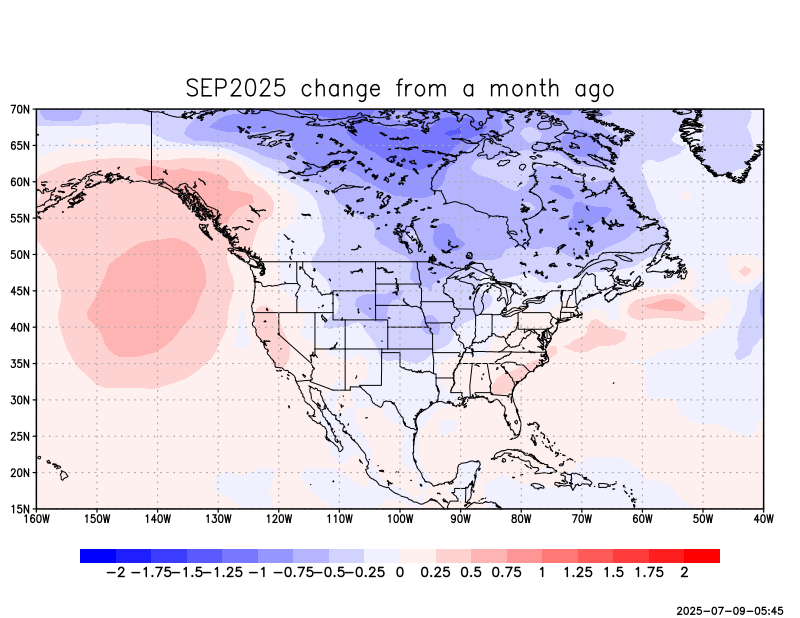 SEP2025 change from a month ago
70N
65N
60N
55N
50N
45N
40N
35N
30N
25N
20N
15N
160W 150W 140W 130W 120W 110W 100W 90W 80W 70W 60W 50W 40W
−2 −1.75 −1.5 −1.25 −1 −0.75 −0.5 −0.25 0 0.25 0.5 0.75 1 1.25 1.5 1.75 2
2025-07-09-05:45